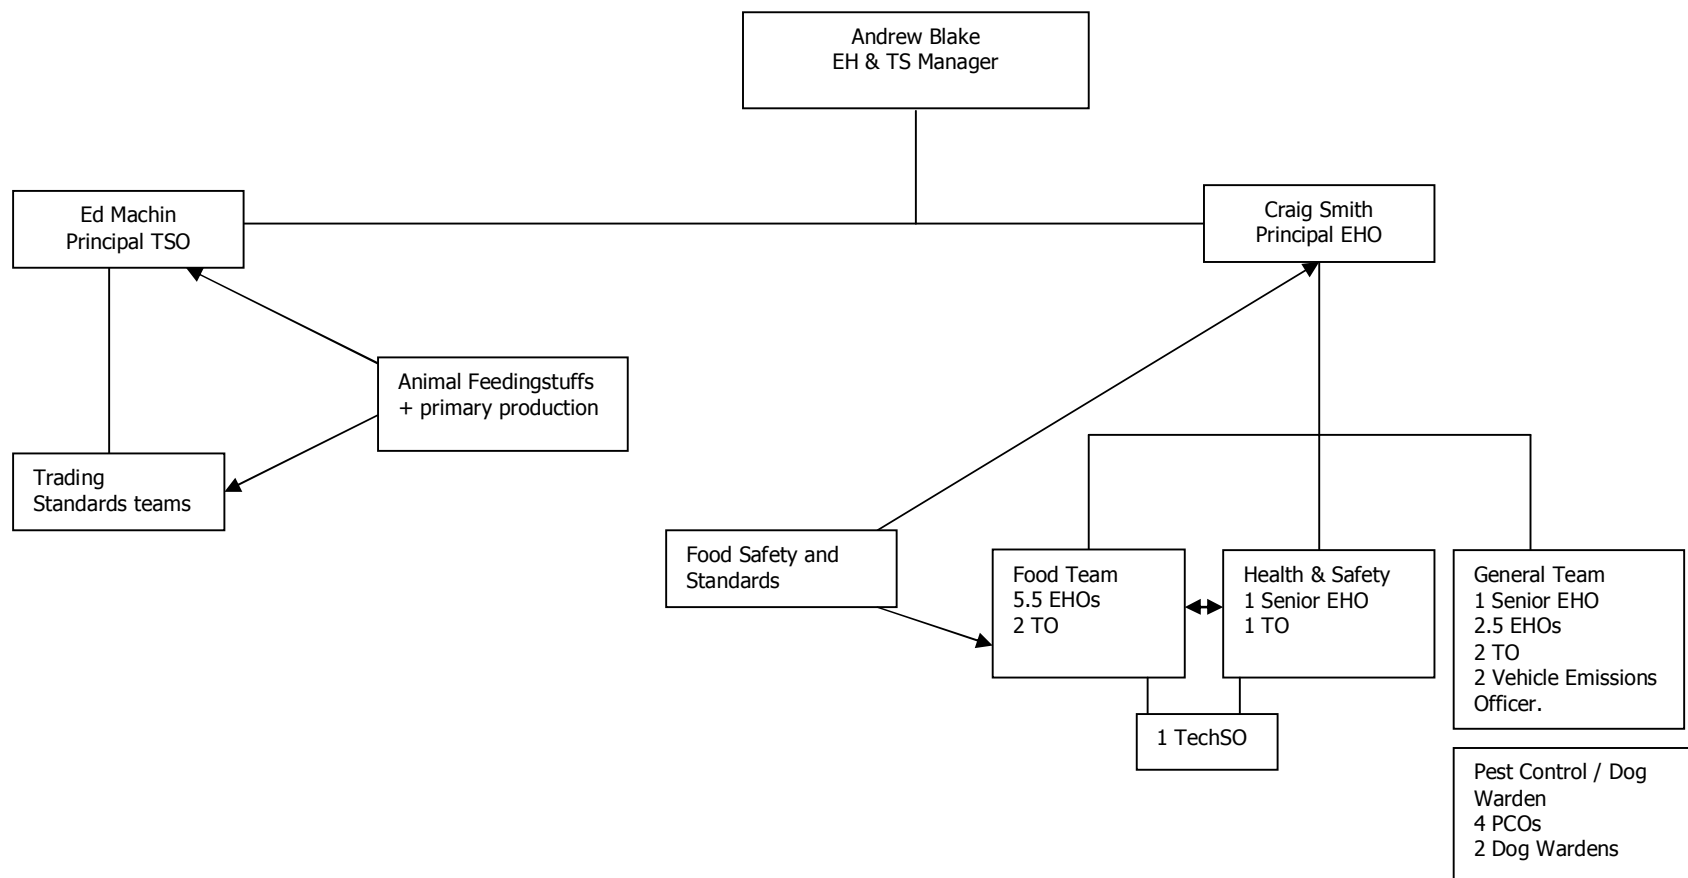 Andrew Blake
EH & TS Manager
Ed Machin
Principal TSO
Craig Smith
Principal EHO
Animal Feedingstuffs
+ primary production
Trading
Standards teams
Food Safety and
Standards
Food Team
5.5 EHOs
2 TO
Health & Safety
1 Senior EHO
1 TO
General Team
1 Senior EHO
2.5 EHOs
2 TO
2 Vehicle Emissions
Officer.
1 TechSO
Pest Control / Dog
Warden
4 PCOs
2 Dog Wardens